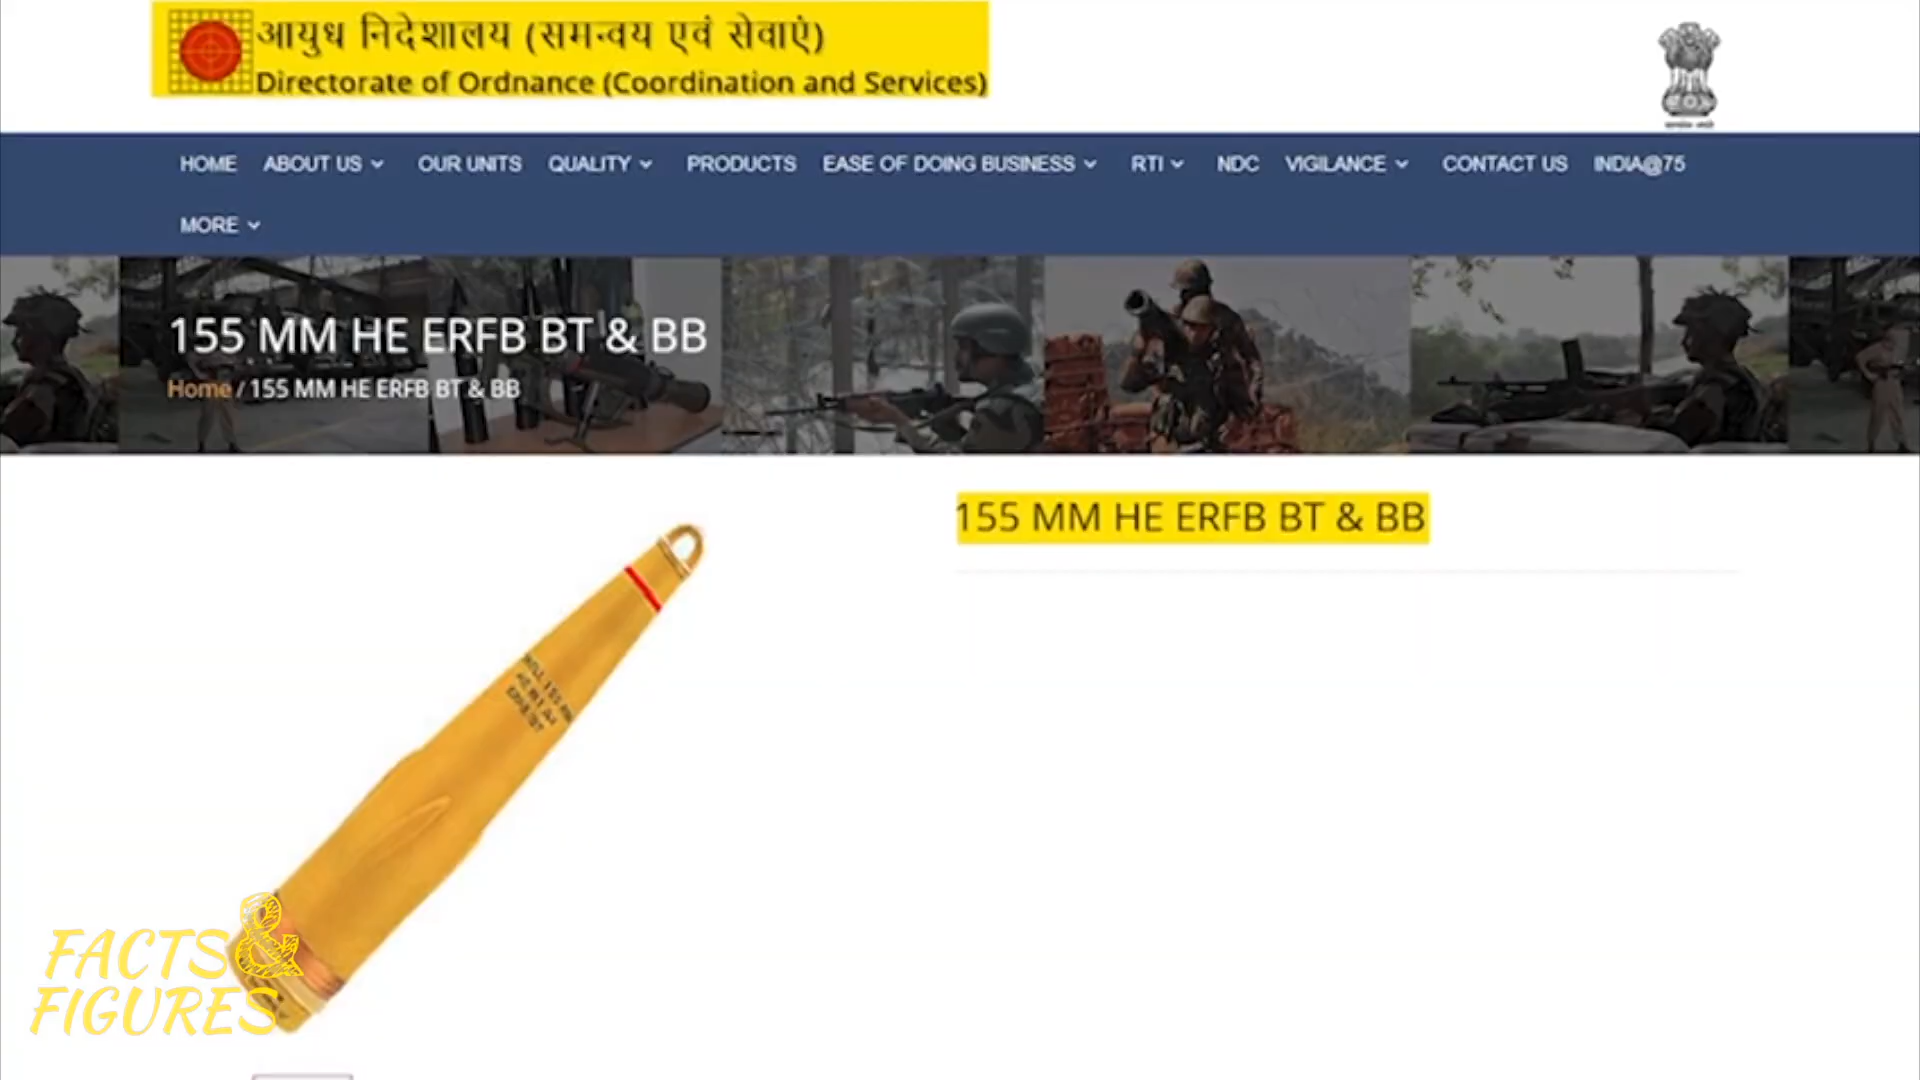 आयुध निदेशालय (समन्वय एवं सेवाएं)
Directorate of Ordnance (Coordination and Services)
HOME ABOUT US OUR UNITS QUALITY PRODUCTS EASE OF DOING BUSINESS RTI NDC VIGILANCE CONTACT US INDIA@75
MORE
155 MM HE ERFB BT & BB
Home / 155 MM HE ERFB BT & BB
155 MM HE ERFB BT & BB
FACTS &
FIGURES